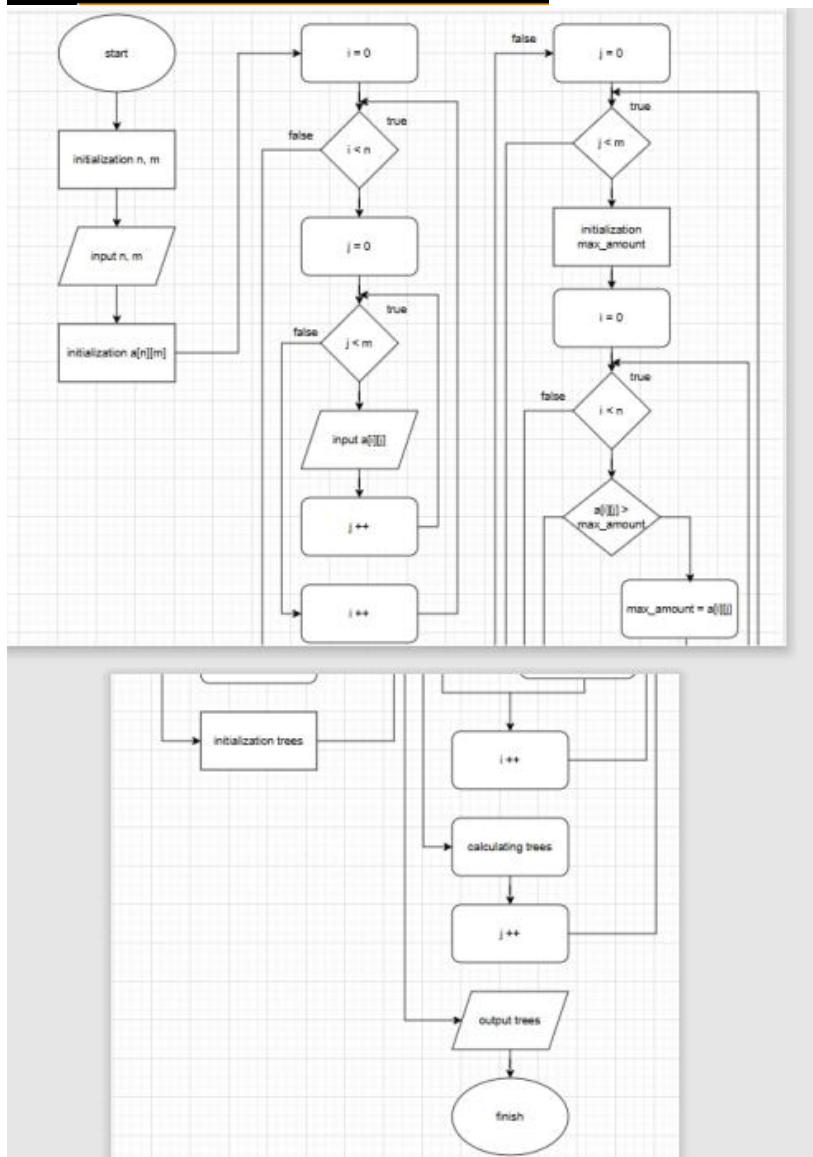 start
initialization n, m
input n, m
initialization a[n][m]
i = 0
true
false
i < n
j = 0
true
false
j < m
input a[i][j]
j ++
i ++
false
j = 0
true
j < m
initialization
max_amount
i = 0
true
false
i < n
a[i][j] >
max_amount
max_amount = a[i][j]
initialization trees
i ++
calculating trees
j ++
output trees
finish